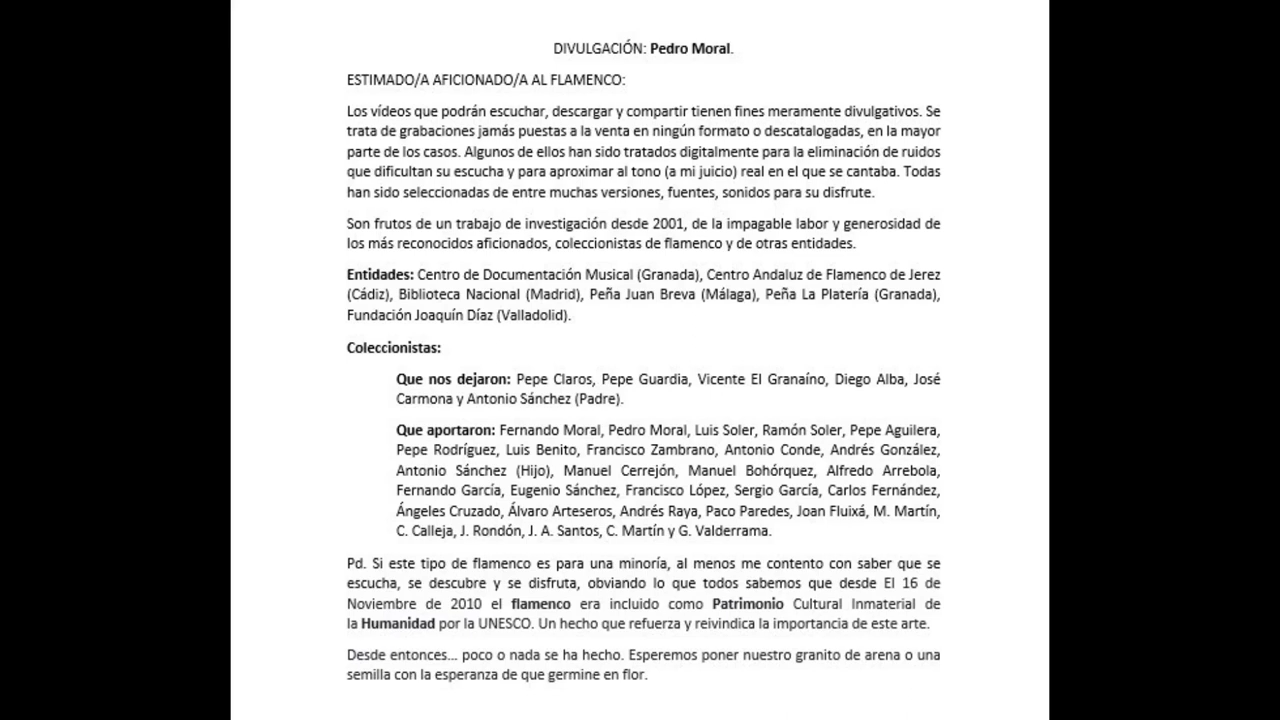 DIVULGACIÓN: Pedro Moral.
ESTIMADO/A AFICIONADO/A AL FLAMENCO:
Los vídeos que podrán escuchar, descargar y compartir tienen fines meramente divulgativos. Se
trata de grabaciones jamás puestas a la venta en ningún formato o descatalogadas, en la mayor
parte de los casos. Algunos de ellos han sido tratados digitalmente para la eliminación de ruidos
que dificultan su escucha y para aproximar al tono (a mi juicio) real en el que se cantaba. Todas
han sido seleccionadas de entre muchas versiones, fuentes, sonidos para su disfrute.
Son frutos de un trabajo de investigación desde 2001, de la impagable labor y generosidad de
los más reconocidos aficionados, coleccionistas de flamenco y de otras entidades.
Entidades: Centro de Documentación Musical (Granada), Centro Andaluz de Flamenco de Jerez
(Cádiz), Biblioteca Nacional (Madrid), Peña Juan Breva (Málaga), Peña La Platería (Granada),
Fundación Joaquín Díaz (Valladolid).
Coleccionistas:
Que nos dejaron: Pepe Claros, Pepe Guardia, Vicente El Granaíno, Diego Alba, José
Carmona y Antonio Sánchez (Padre).
Que aportaron: Fernando Moral, Pedro Moral, Luis Soler, Ramón Soler, Pepe Aguilera,
Pepe Rodríguez, Luis Benito, Francisco Zambrano, Antonio Conde, Andrés González,
Antonio Sánchez (Hijo), Manuel Cerrejón, Manuel Bohórquez, Alfredo Arrebola,
Fernando García, Eugenio Sánchez, Francisco López, Sergio García, Carlos Fernández,
Ángeles Cruzado, Álvaro Arteseros, Andrés Raya, Paco Paredes, Joan Fluixá, M. Martín,
C. Calleja, J. Rondón, J. A. Santos, C. Martín y G. Valderrama.
Pd. Si este tipo de flamenco es para una minoría, al menos me contento con saber que se
escucha, se descubre y se disfruta, obviando lo que todos sabemos que desde El 16 de
Noviembre de 2010 el flamenco era incluido como Patrimonio Cultural Inmaterial de
la Humanidad por la UNESCO. Un hecho que refuerza y reivindica la importancia de este arte.
Desde entonces... poco o nada se ha hecho. Esperemos poner nuestro granito de arena o una
semilla con la esperanza de que germine en flor.